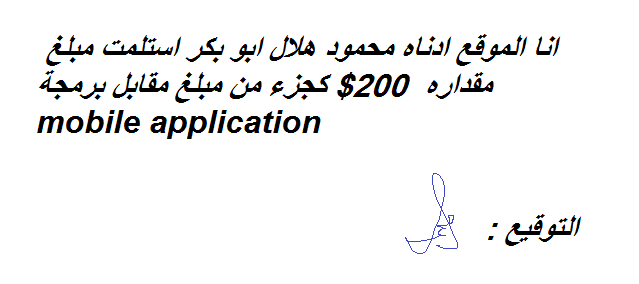 انا الموقع ادناه محمود هلال ابو بكر استلمت مبلغ
مقداره 200$ كجزء من مبلغ مقابل برمجة
mobile application
التوقيع :